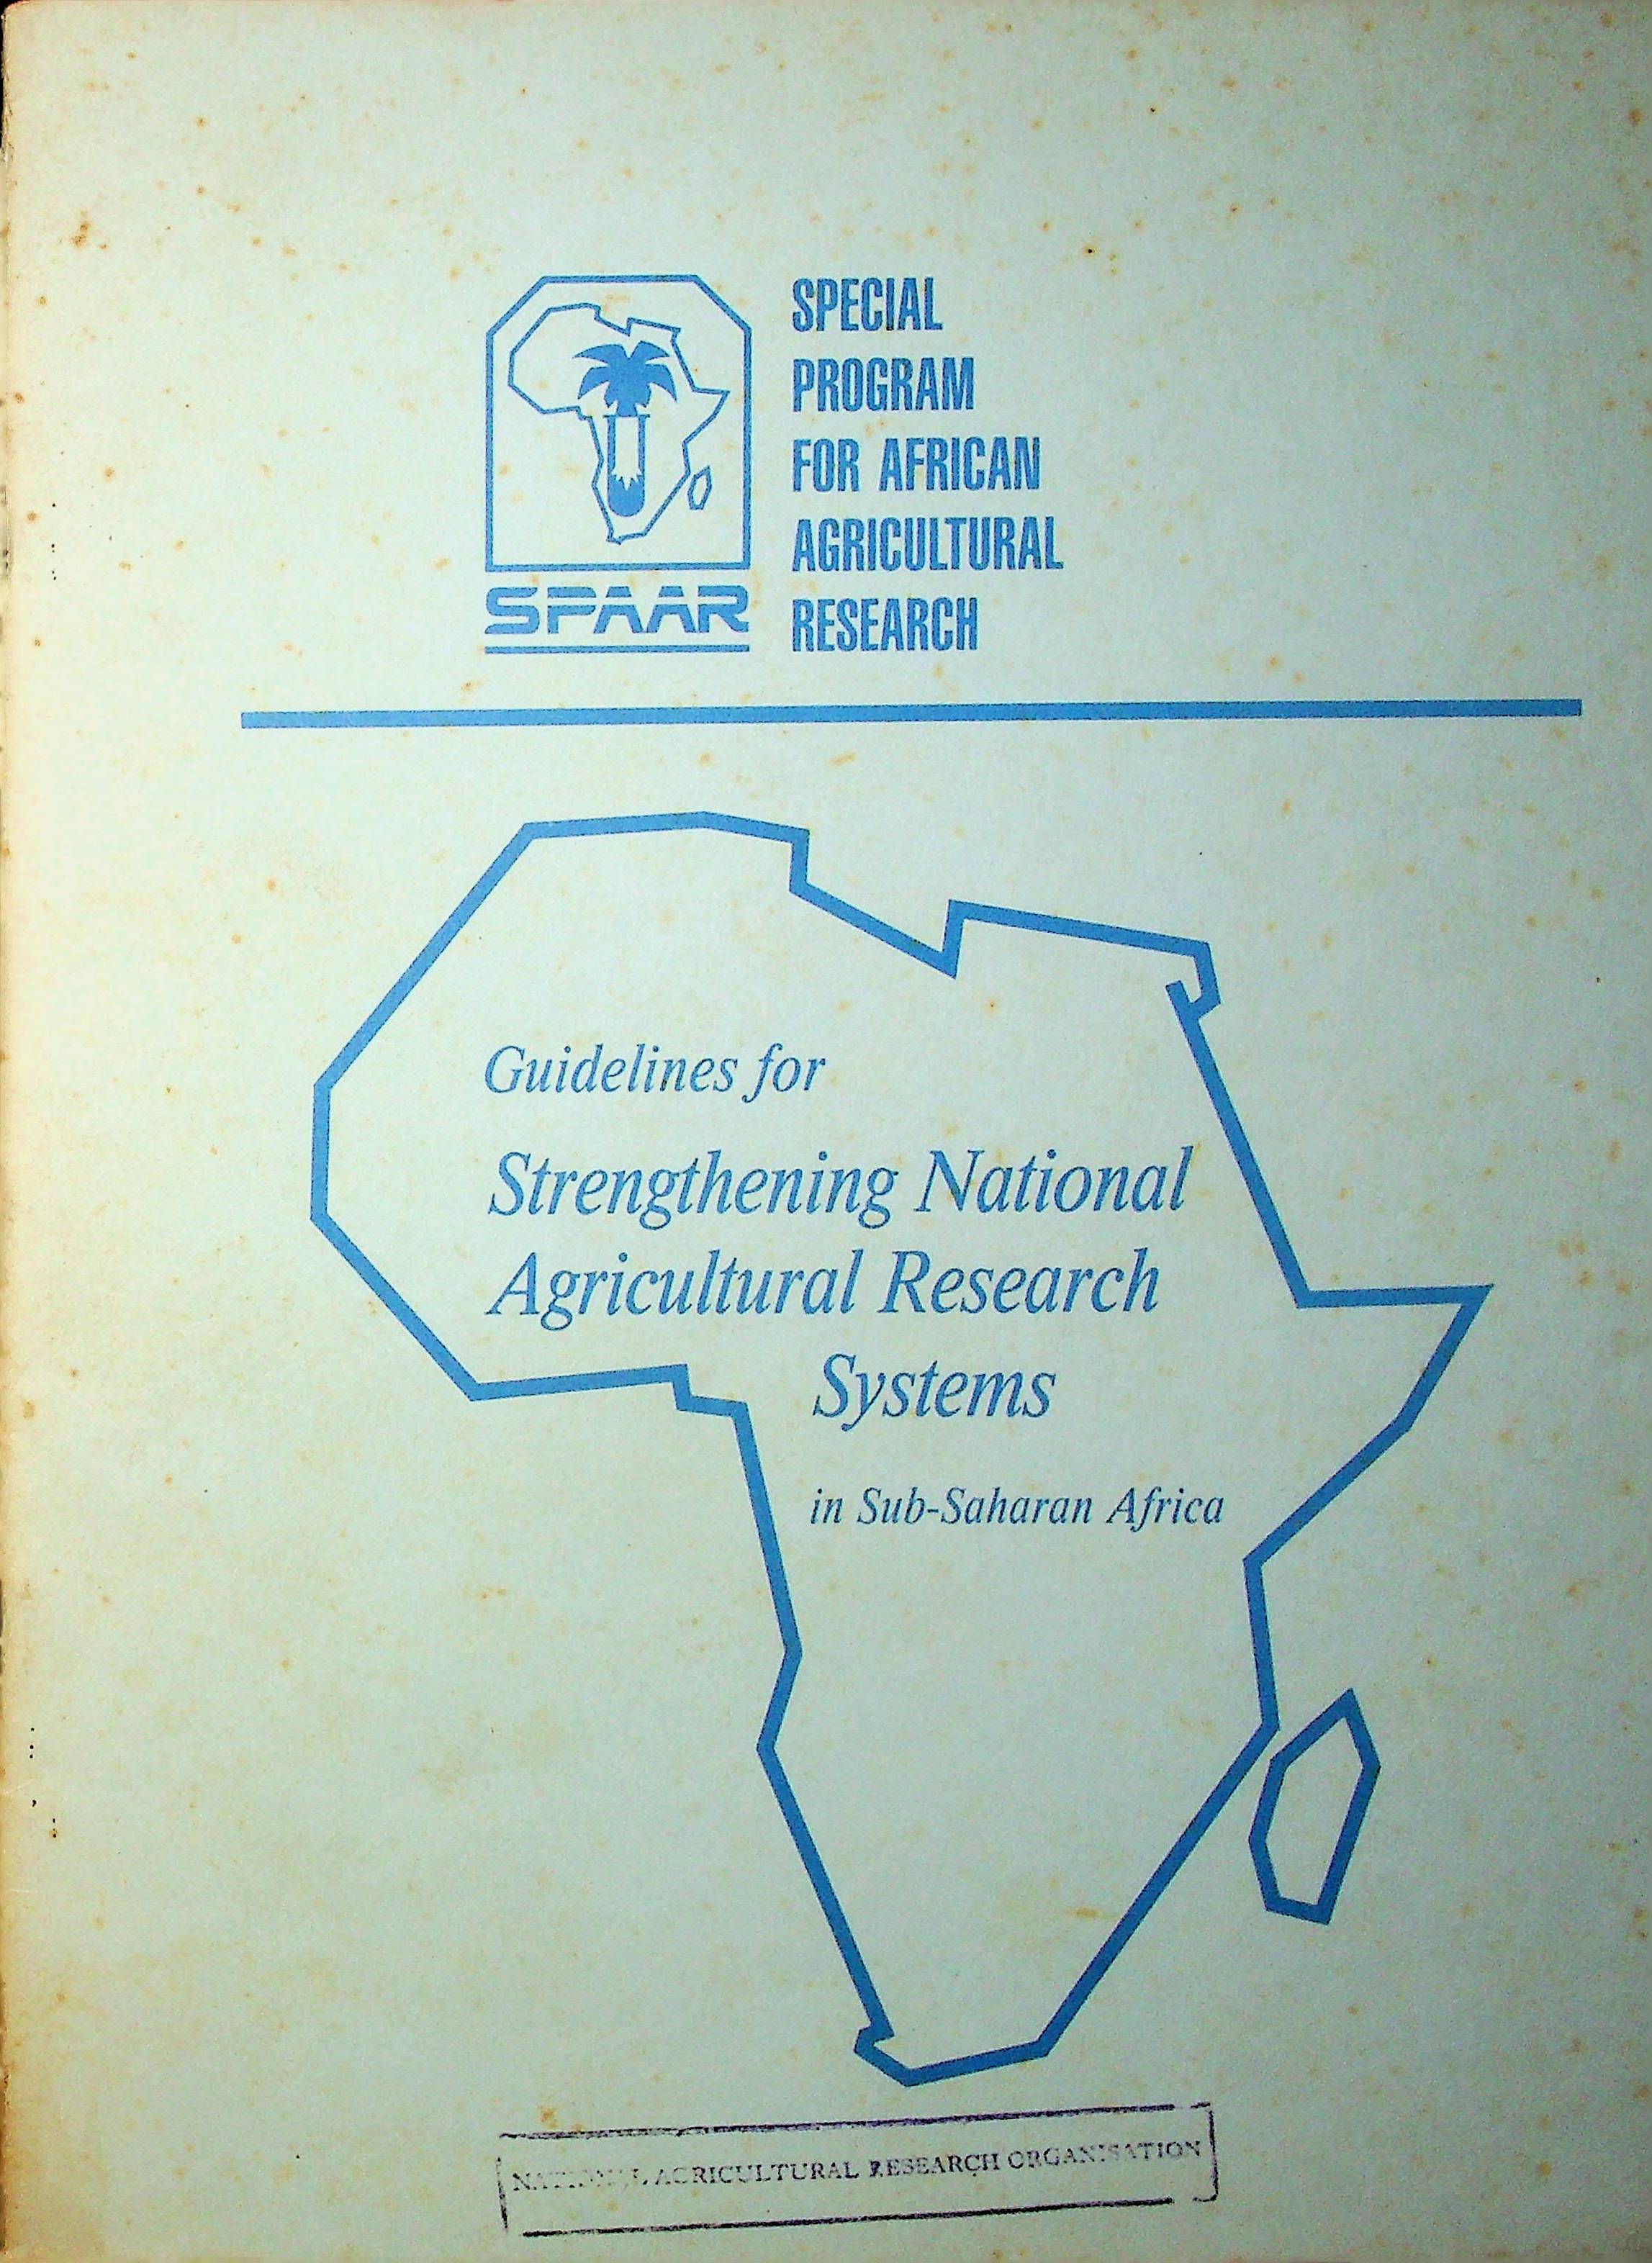 SPECIAL
PROGRAM
FOR AFRICAN
AGRICULTURAL
RESEARCH
SPAAR
Guidelines for
Strengthening National
Agricultural Research
Systems
in Sub-Saharan Africa
NATIONAL AGRICULTURAL RESEARCH ORGANISATION